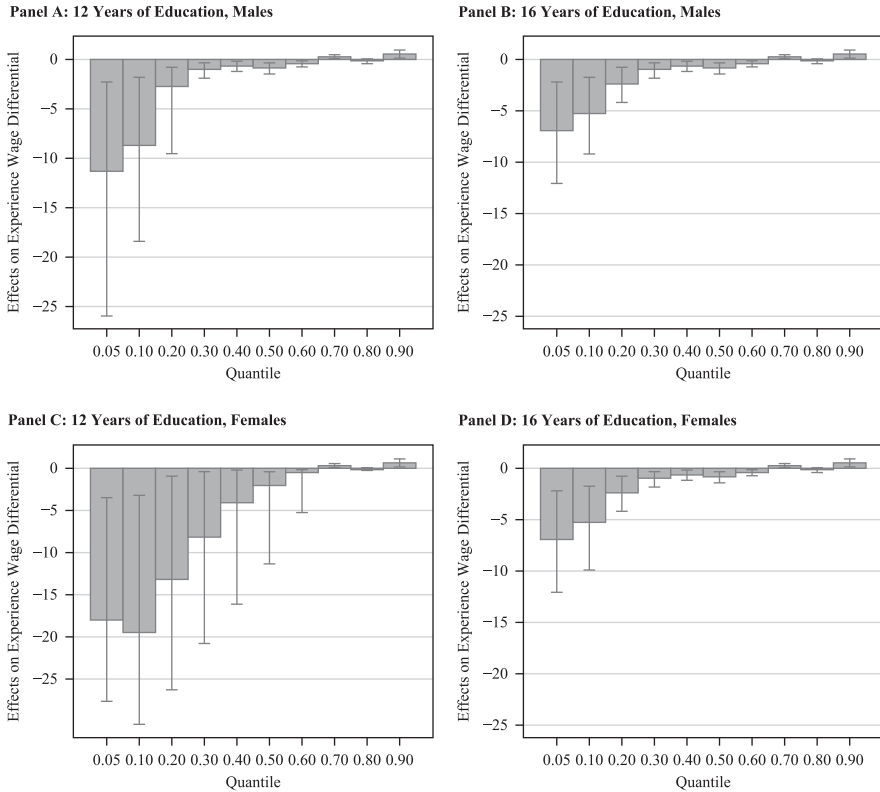 Panel A: 12 Years of Education, Males
Effects on Experience Wage Differential
0
−5
−10
−15
−20
−25
0.05 0.10 0.20 0.30 0.40 0.50 0.60 0.70 0.80 0.90
Quantile
Panel B: 16 Years of Education, Males
Effects on Experience Wage Differential
0
−5
−10
−15
−20
−25
0.05 0.10 0.20 0.30 0.40 0.50 0.60 0.70 0.80 0.90
Quantile
Panel C: 12 Years of Education, Females
Effects on Experience Wage Differential
0
−5
−10
−15
−20
−25
0.05 0.10 0.20 0.30 0.40 0.50 0.60 0.70 0.80 0.90
Quantile
Panel D: 16 Years of Education, Females
Effects on Experience Wage Differential
0
−5
−10
−15
−20
−25
0.05 0.10 0.20 0.30 0.40 0.50 0.60 0.70 0.80 0.90
Quantile